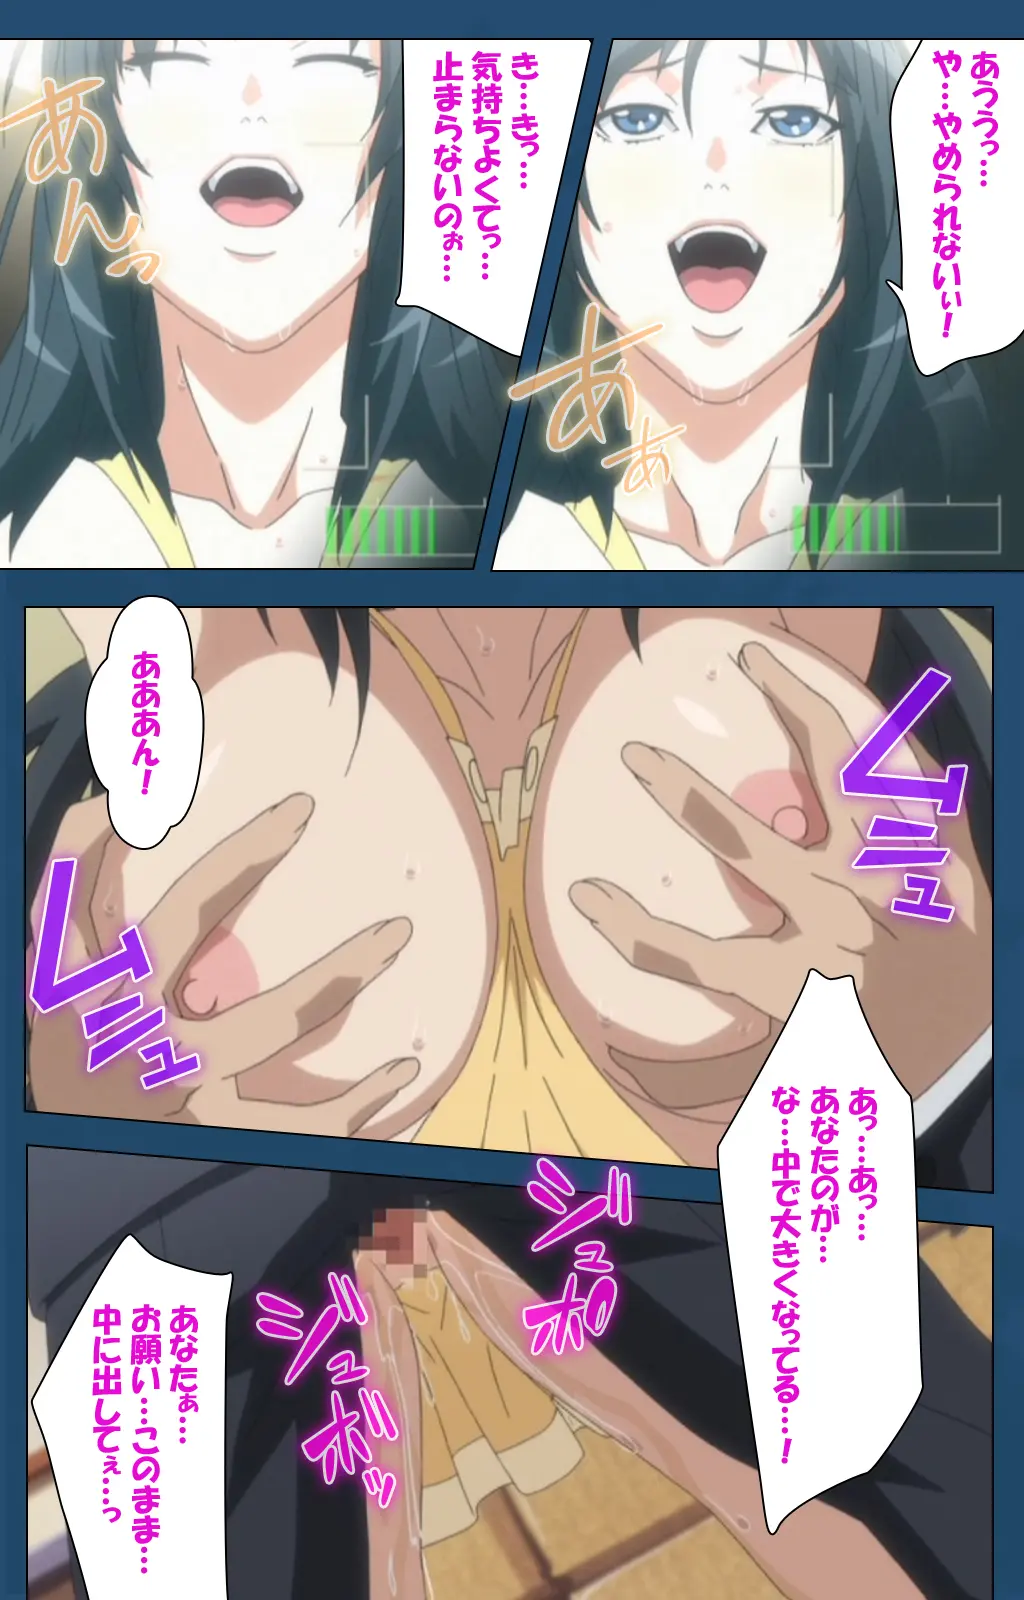 あううっ…
や…やめられないぃ！
ああぁ
き…きっ…
気持ちよくてっ…
止まらないのぉ…
あんっ
あああん！
ムニュ
ムニュ
あっ…あっ…
あなたのが…
な…中で大きくなってる…！
ジュポ
ジュボッ
あなたぁ…
お願い…このまま…
中に出してぇ…っ